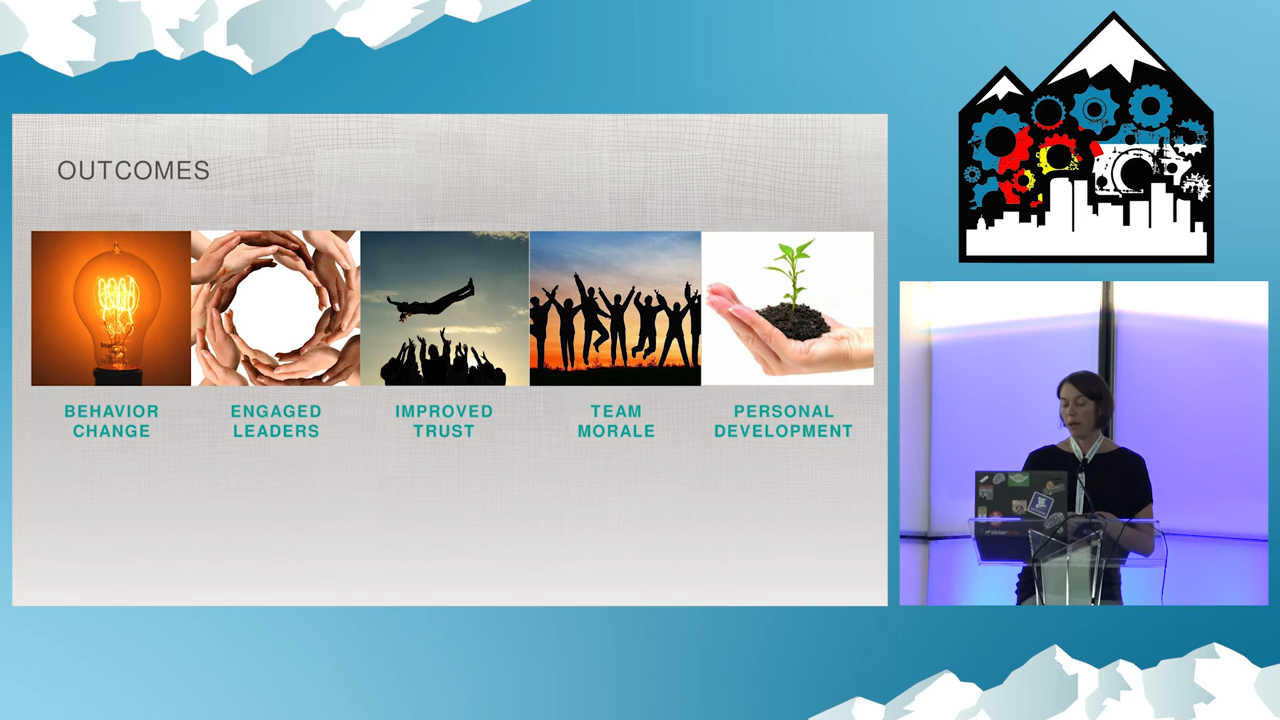 OUTCOMES
BEHAVIOR
CHANGE
ENGAGED
LEADERS
IMPROVED
TRUST
TEAM
MORALE
PERSONAL
DEVELOPMENT